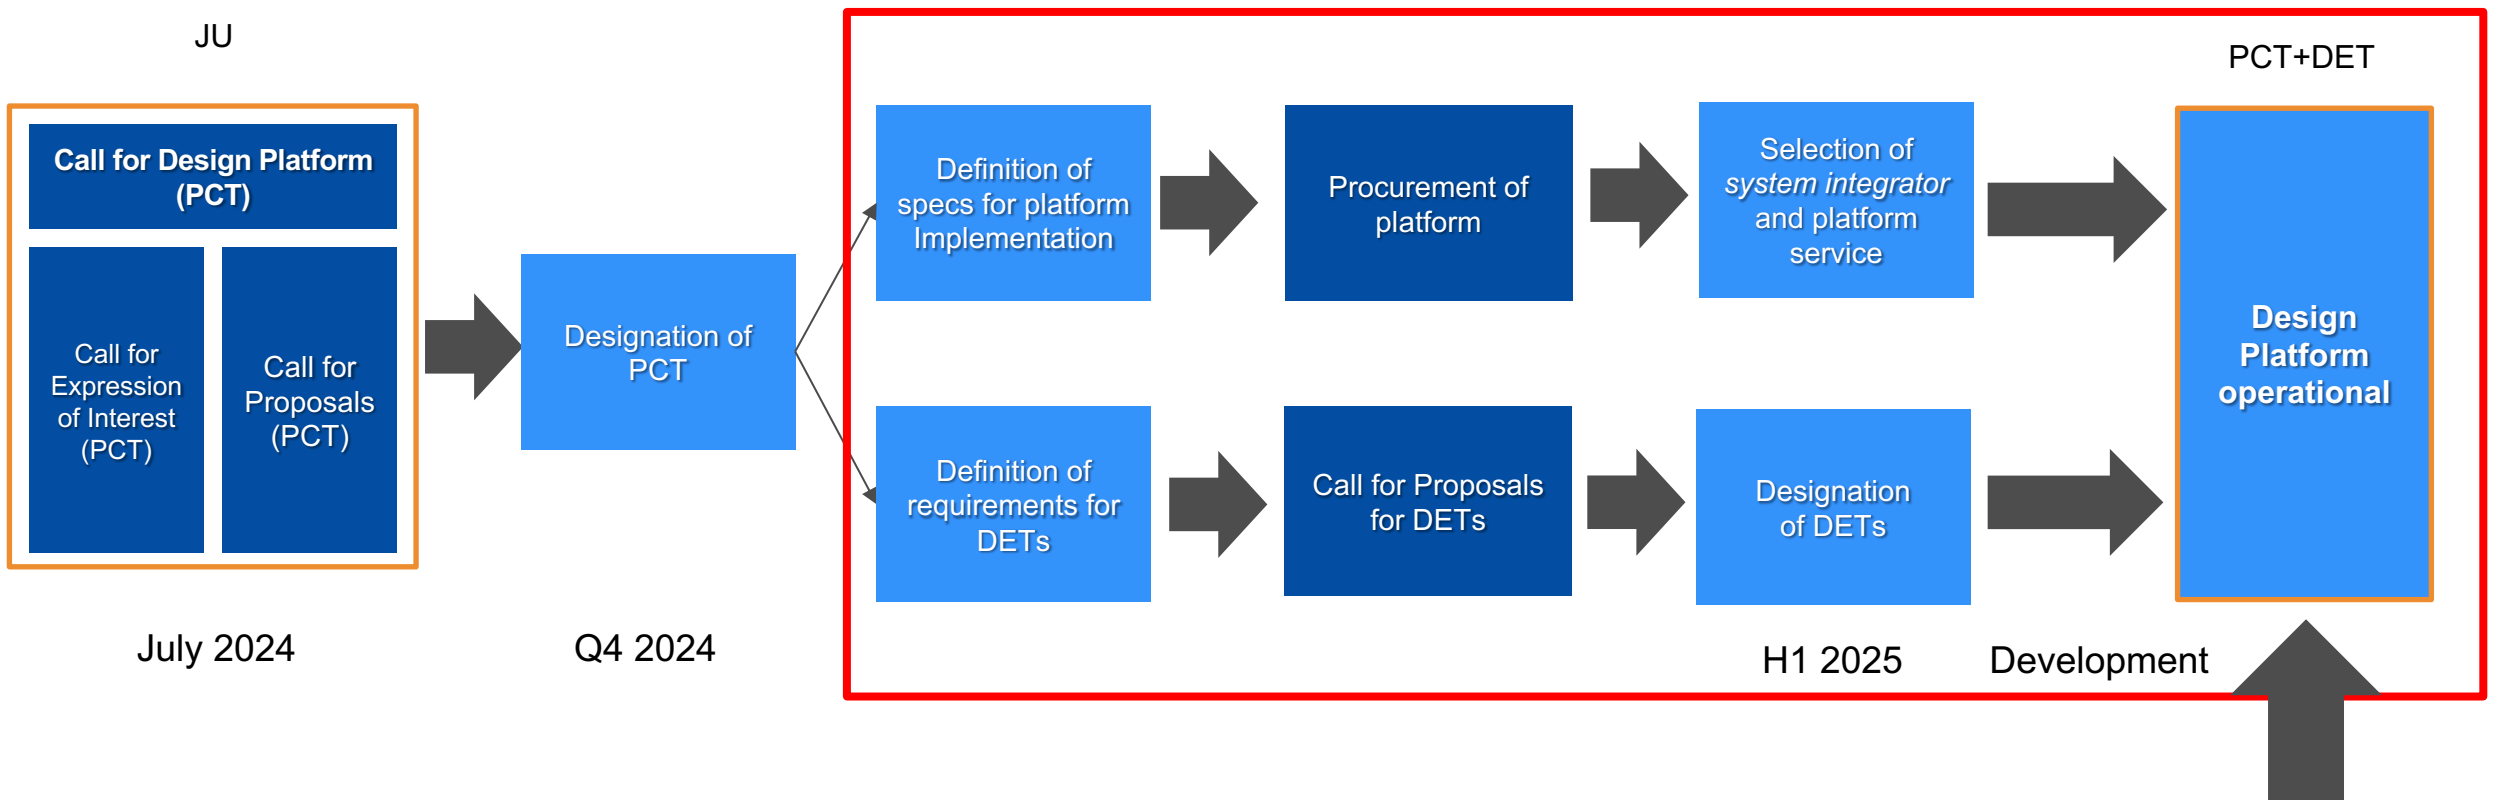 JU
Call for Design Platform
(PCT)
Call for
Expression
of Interest
(PCT)
Call for
Proposals
(PCT)
July 2024
Designation of
PCT
Q4 2024
Definition of
specs for platform
Implementation
Procurement of
platform
Selection of
system integrator
and platform
service
Definition of
requirements for
DETs
Call for Proposals
for DETs
Designation
of DETs
H1 2025
Development
PCT+DET
Design
Platform
operational